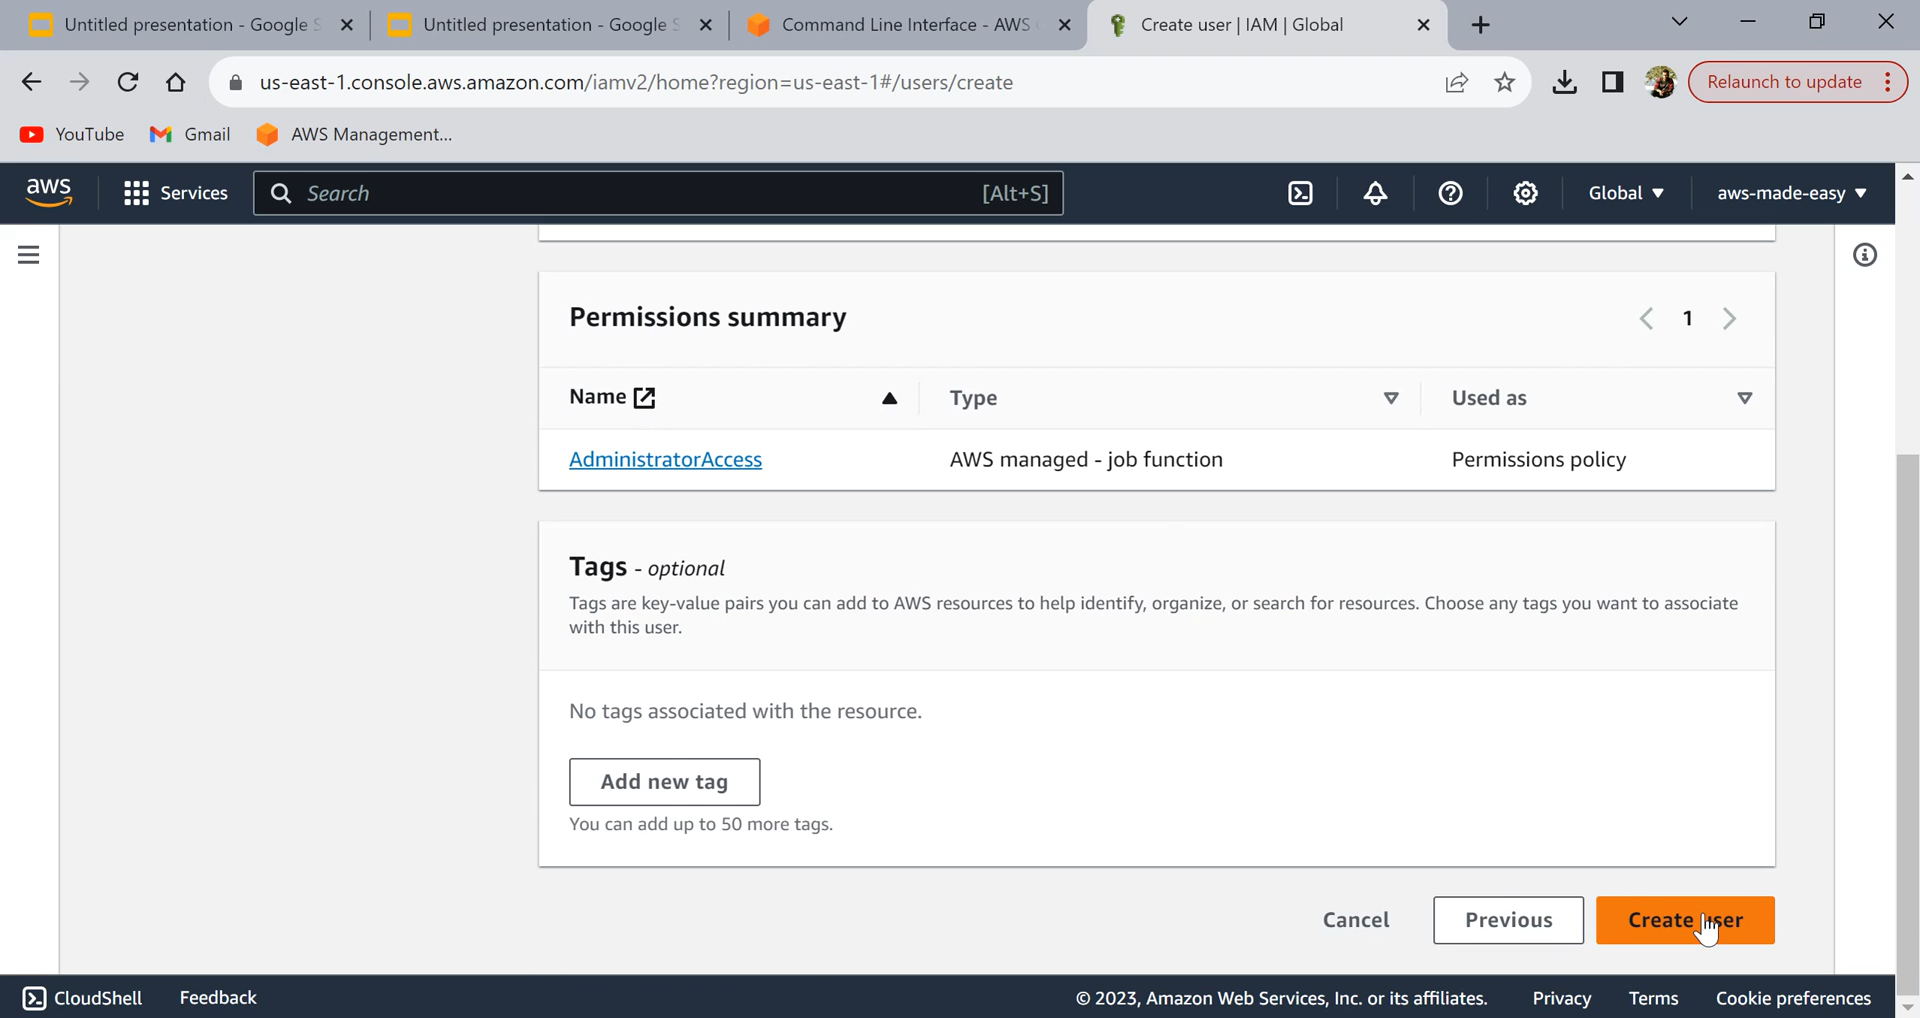 Untitled presentation - Google S
Untitled presentation - Google S
Command Line Interface - AWS
Create user | IAM | Global
us-east-1.console.aws.amazon.com/iamv2/home?region=us-east-1#/users/create
Relaunch to update
YouTube
Gmail
AWS Management...
aws
Services
Search
[Alt+S]
Global
aws-made-easy
Permissions summary
1
Name
Type
Used as
AdministratorAccess
AWS managed - job function
Permissions policy
Tags - optional
Tags are key-value pairs you can add to AWS resources to help identify, organize, or search for resources. Choose any tags you want to associate
with this user.
No tags associated with the resource.
Add new tag
You can add up to 50 more tags.
Cancel
Previous
Create user
CloudShell
Feedback
© 2023, Amazon Web Services, Inc. or its affiliates.
Privacy
Terms
Cookie preferences